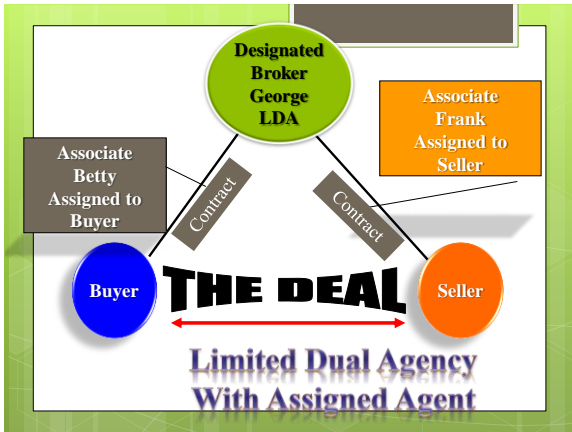 Designated
Broker
George
LDA
Associate
Betty
Assigned to
Buyer
Associate
Frank
Assigned to
Seller
Contract
Contract
Buyer
THE DEAL
Seller
Limited Dual Agency
With Assigned Agent